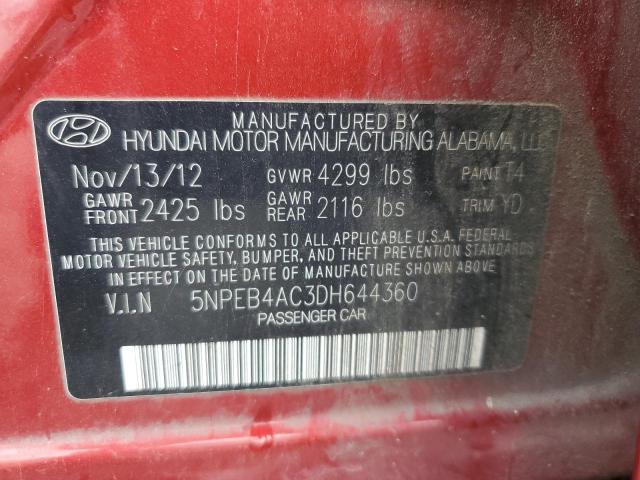 MANUFACTURED BY
HYUNDAI MOTOR MANUFACTURING ALABAMA, LLC
Nov/13/12 GVWR 4299 lbs PAINT T4
GAWR FRONT 2425 lbs GAWR REAR 2116 lbs TRIM YD
THIS VEHICLE CONFORMS TO ALL APPLICABLE U.S.A. FEDERAL
MOTOR VEHICLE SAFETY, BUMPER, AND THEFT PREVENTION STANDARDS
IN EFFECT ON THE DATE OF MANUFACTURE SHOWN ABOVE.
V.I.N 5NPEB4AC3DH644360
PASSENGER CAR